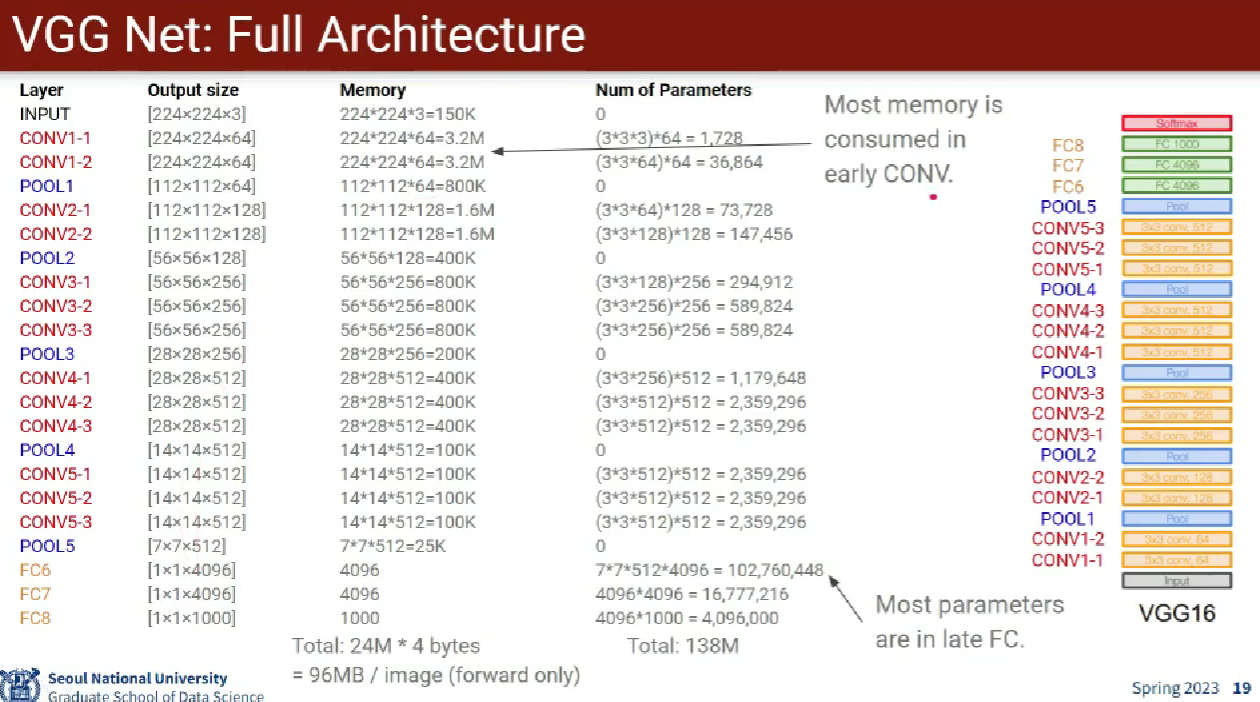 VGG Net: Full Architecture
Layer Output size Memory Num of Parameters
INPUT [224×224×3] 224*224*3=150K 0
CONV1-1 [224×224×64] 224*224*64=3.2M (3*3*3)*64 = 1,728
CONV1-2 [224×224×64] 224*224*64=3.2M (3*3*64)*64 = 36,864
POOL1 [112×112×64] 112*112*64=800K 0
CONV2-1 [112×112×128] 112*112*128=1.6M (3*3*64)*128 = 73,728
CONV2-2 [112×112×128] 112*112*128=1.6M (3*3*128)*128 = 147,456
POOL2 [56×56×128] 56*56*128=400K 0
CONV3-1 [56×56×256] 56*56*256=800K (3*3*128)*256 = 294,912
CONV3-2 [56×56×256] 56*56*256=800K (3*3*256)*256 = 589,824
CONV3-3 [56×56×256] 56*56*256=800K (3*3*256)*256 = 589,824
POOL3 [28×28×256] 28*28*256=200K 0
CONV4-1 [28×28×512] 28*28*512=400K (3*3*256)*512 = 1,179,648
CONV4-2 [28×28×512] 28*28*512=400K (3*3*512)*512 = 2,359,296
CONV4-3 [28×28×512] 28*28*512=400K (3*3*512)*512 = 2,359,296
POOL4 [14×14×512] 14*14*512=100K 0
CONV5-1 [14×14×512] 14*14*512=100K (3*3*512)*512 = 2,359,296
CONV5-2 [14×14×512] 14*14*512=100K (3*3*512)*512 = 2,359,296
CONV5-3 [14×14×512] 14*14*512=100K (3*3*512)*512 = 2,359,296
POOL5 [7×7×512] 7*7*512=25K 0
FC6 [1×1×4096] 4096 7*7*512*4096 = 102,760,448
FC7 [1×1×4096] 4096 4096*4096 = 16,777,216
FC8 [1×1×1000] 1000 4096*1000 = 4,096,000
Total: 24M * 4 bytes
= 96MB / image (forward only)
Total: 138M
Most memory is
consumed in
early CONV.
Most parameters
are in late FC.
Softmax
FC8 FC 1000
FC7 FC 4096
FC6 FC 4096
POOL5 Pool
CONV5-3 3x3 conv, 512
CONV5-2 3x3 conv, 512
CONV5-1 3x3 conv, 512
POOL4 Pool
CONV4-3 3x3 conv, 512
CONV4-2 3x3 conv, 512
CONV4-1 3x3 conv, 512
POOL3 Pool
CONV3-3 3x3 conv, 256
CONV3-2 3x3 conv, 256
CONV3-1 3x3 conv, 256
POOL2 Pool
CONV2-2 3x3 conv, 128
CONV2-1 3x3 conv, 128
POOL1 Pool
CONV1-2 3x3 conv, 64
CONV1-1 3x3 conv, 64
Input
VGG16
Seoul National University
Graduate School of Data Science
Spring 2023 19